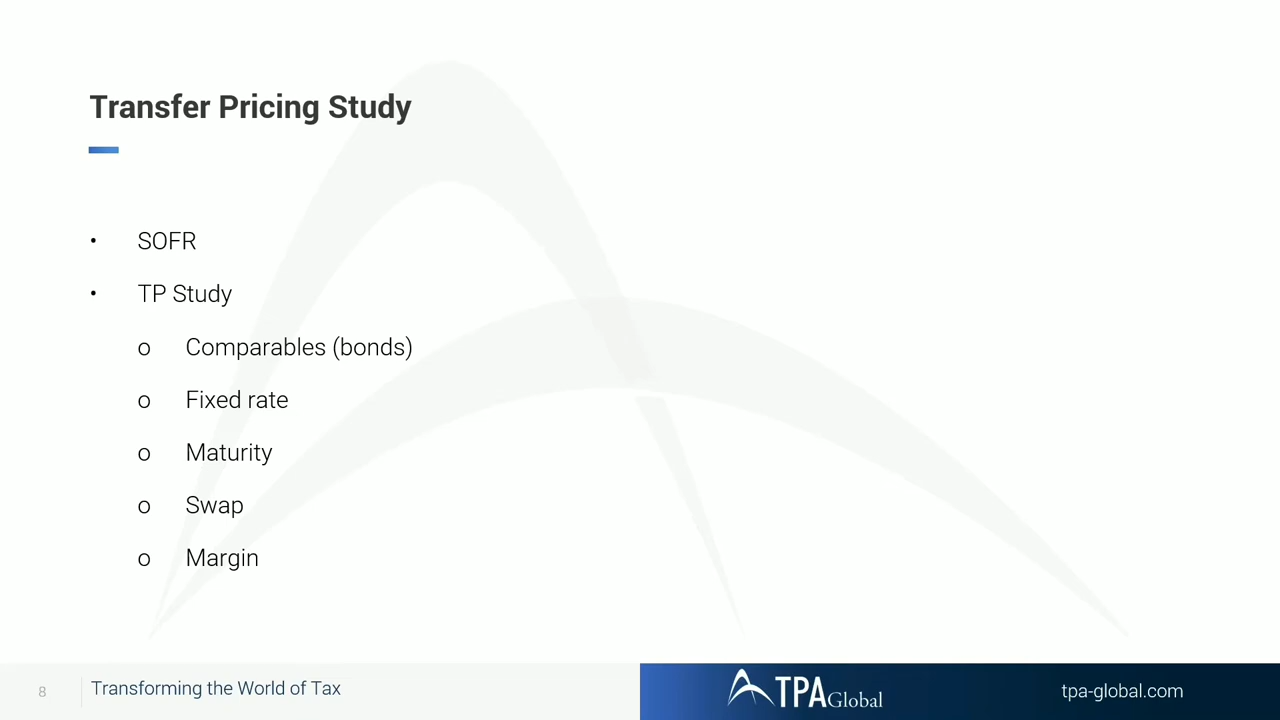 Transfer Pricing Study
• SOFR
• TP Study
o Comparables (bonds)
o Fixed rate
o Maturity
o Swap
o Margin
8
Transforming the World of Tax
TPA Global
tpa-global.com